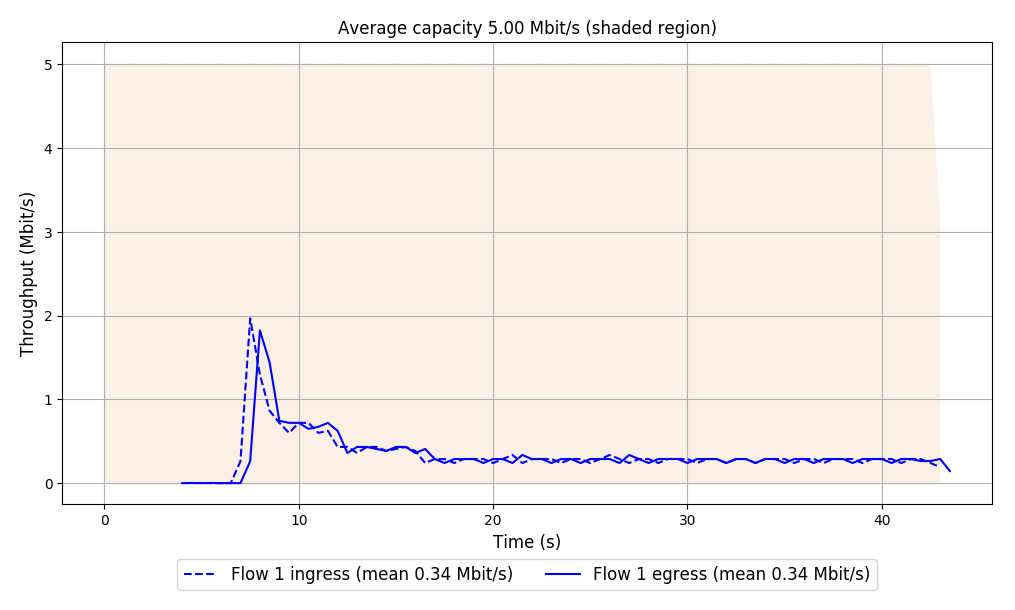 Average capacity 5.00 Mbit/s (shaded region)
Throughput (Mbit/s)
5
4
3
2
1
0
0 10 20 30 40
Time (s)
Flow 1 ingress (mean 0.34 Mbit/s) Flow 1 egress (mean 0.34 Mbit/s)